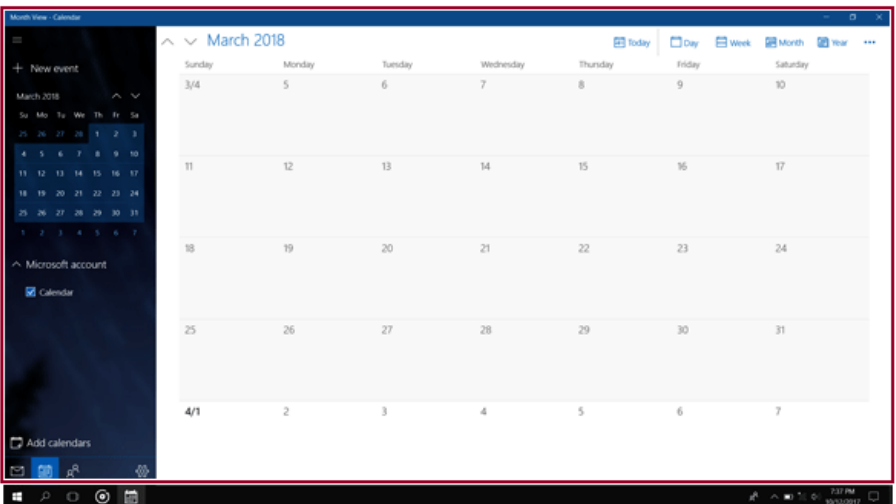 Month View - Calendar
New event
March 2018
Su Mo Tu We Th Fr Sa
25 26 27 28 1 2 3
4 5 6 7 8 9 10
11 12 13 14 15 16 17
18 19 20 21 22 23 24
25 26 27 28 29 30 31
1 2 3 4 5 6 7
Microsoft account
Calendar
Add calendars
March 2018
Today Day Week Month Year
Sunday Monday Tuesday Wednesday Thursday Friday Saturday
3/4 5 6 7 8 9 10
11 12 13 14 15 16 17
18 19 20 21 22 23 24
25 26 27 28 29 30 31
4/1 2 3 4 5 6 7
7:37 PM
10/12/2017